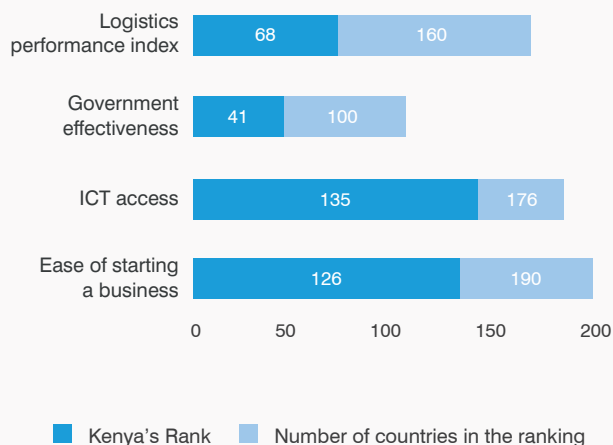 Logistics
performance index
68 160
Government
effectiveness
41 100
ICT access
135 176
Ease of starting
a business
126 190
0 50 100 150 200
Kenya’s Rank Number of countries in the ranking